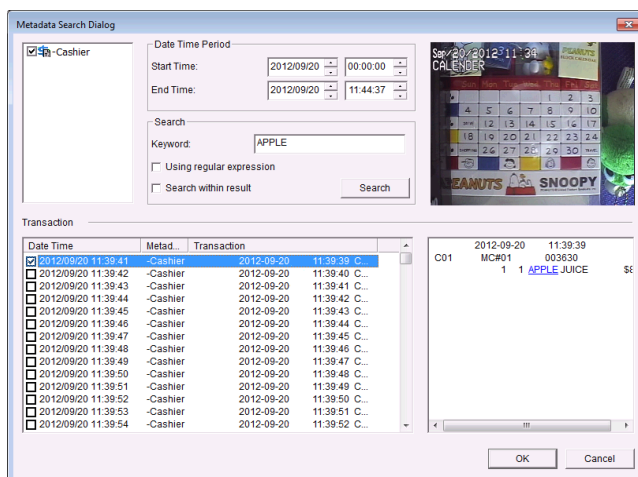 Metadata Search Dialog
-Cashier
Date Time Period
Start Time: 2012/09/20 00:00:00
End Time: 2012/09/20 11:44:37
Search
Keyword: APPLE
Using regular expression
Search within result
Search
Sep/20/2012 11:39
CALENDER
PEANUTS
Sun Mon Tue Wed Thu Fri Sat
1 2 3
4 5 6 7 8 9 10
12 13 14 15 16 17
18 19 20 21 22 23 24
26 27 28 29 30
PEANUTS SNOOPY
Transaction
Date Time Metad... Transaction
2012/09/20 11:39:41 -Cashier 2012-09-20 11:39:39 C...
2012/09/20 11:39:42 -Cashier 2012-09-20 11:39:40 C...
2012/09/20 11:39:43 -Cashier 2012-09-20 11:39:41 C...
2012/09/20 11:39:44 -Cashier 2012-09-20 11:39:42 C...
2012/09/20 11:39:45 -Cashier 2012-09-20 11:39:43 C...
2012/09/20 11:39:46 -Cashier 2012-09-20 11:39:44 C...
2012/09/20 11:39:47 -Cashier 2012-09-20 11:39:45 C...
2012/09/20 11:39:48 -Cashier 2012-09-20 11:39:46 C...
2012/09/20 11:39:49 -Cashier 2012-09-20 11:39:47 C...
2012/09/20 11:39:50 -Cashier 2012-09-20 11:39:48 C...
2012/09/20 11:39:51 -Cashier 2012-09-20 11:39:49 C...
2012/09/20 11:39:52 -Cashier 2012-09-20 11:39:50 C...
2012/09/20 11:39:53 -Cashier 2012-09-20 11:39:51 C...
2012/09/20 11:39:54 -Cashier 2012-09-20 11:39:52 C...
2012-09-20 11:39:39
C01 MC#01 003630
1 1 APPLE JUICE $8
OK Cancel